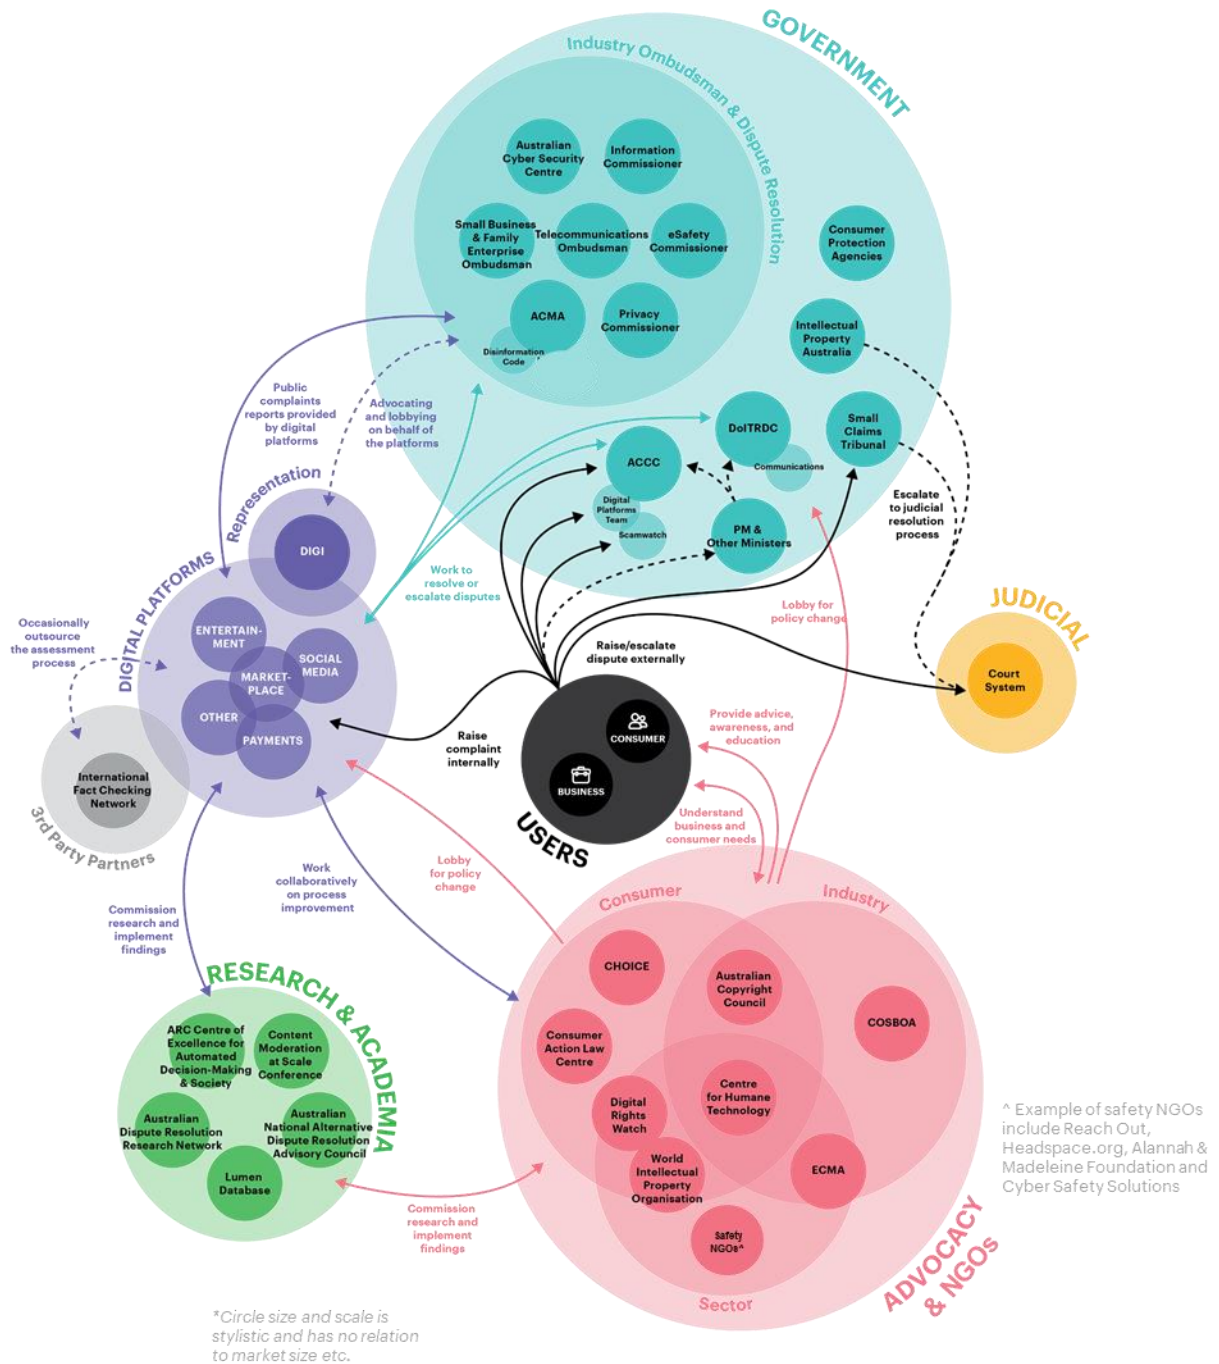 GOVERNMENT
Industry Ombudsman & Dispute Resolution
Australian
Cyber Security
Centre
Information
Commissioner
Small Business
& Family
Enterprise
Ombudsman
Telecommunications
Ombudsman
eSafety
Commissioner
Consumer
Protection
Agencies
ACMA
Disinformation
Code
Privacy
Commissioner
Intellectual
Property
Australia
Public
complaints
reports provided
by digital
platforms
Advocating
and lobbying
on behalf of
the platforms
DoITRDC
Communications
Small
Claims
Tribunal
ACCC
Digital
Platforms
Team
Scamwatch
PM &
Other Ministers
Escalate
to judicial
resolution
process
Representation
DIGI
DIGITAL PLATFORMS
Work to
resolve or
escalate disputes
Lobby for
policy change
JUDICIAL
Court
System
Occasionally
outsource
the assessment
process
ENTERTAIN-
MENT
SOCIAL
MEDIA
MARKET-
PLACE
OTHER
PAYMENTS
Raise/escalate
dispute externally
International
Fact Checking
Network
3rd Party Partners
Raise
complaint
internally
CONSUMER
BUSINESS
USERS
Provide advice,
awareness, and
education
Understand
business and
consumer needs
Lobby
for policy
change
Work
collaboratively
on process
improvement
Commission
research and
implement
findings
RESEARCH & ACADEMIA
ARC Centre of
Excellence for
Automated
Decision-Making
& Society
Content
Moderation
at Scale
Conference
Australian
Dispute Resolution
Research Network
Australian
National Alternative
Dispute Resolution
Advisory Council
Lumen
Database
Commission
research and
implement
findings
Consumer
Industry
CHOICE
Australian
Copyright
Council
COSBOA
Consumer
Action Law
Centre
Digital
Rights
Watch
Centre
for Humane
Technology
World
Intellectual
Property
Organisation
ECMA
Safety
NGOs^
Sector
ADVOCACY
& NGOs
^ Example of safety NGOs
include Reach Out,
Headspace.org, Alannah &
Madeleine Foundation and
Cyber Safety Solutions
*Circle size and scale is
stylistic and has no relation
to market size etc.